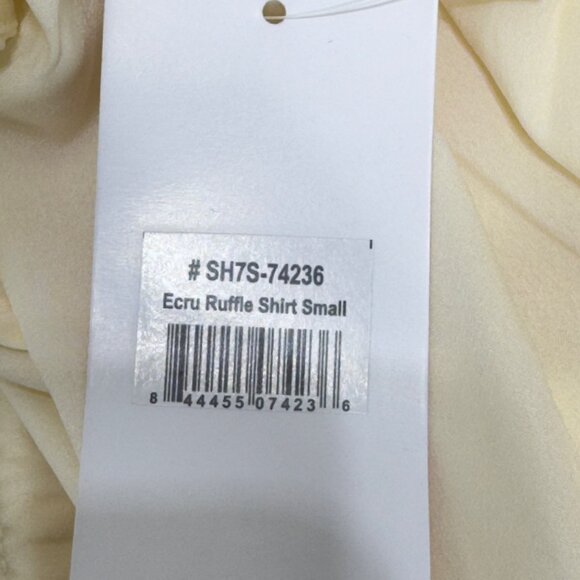 # SH7S-74236
Ecru Ruffle Shirt Small
8 44455 07423 6